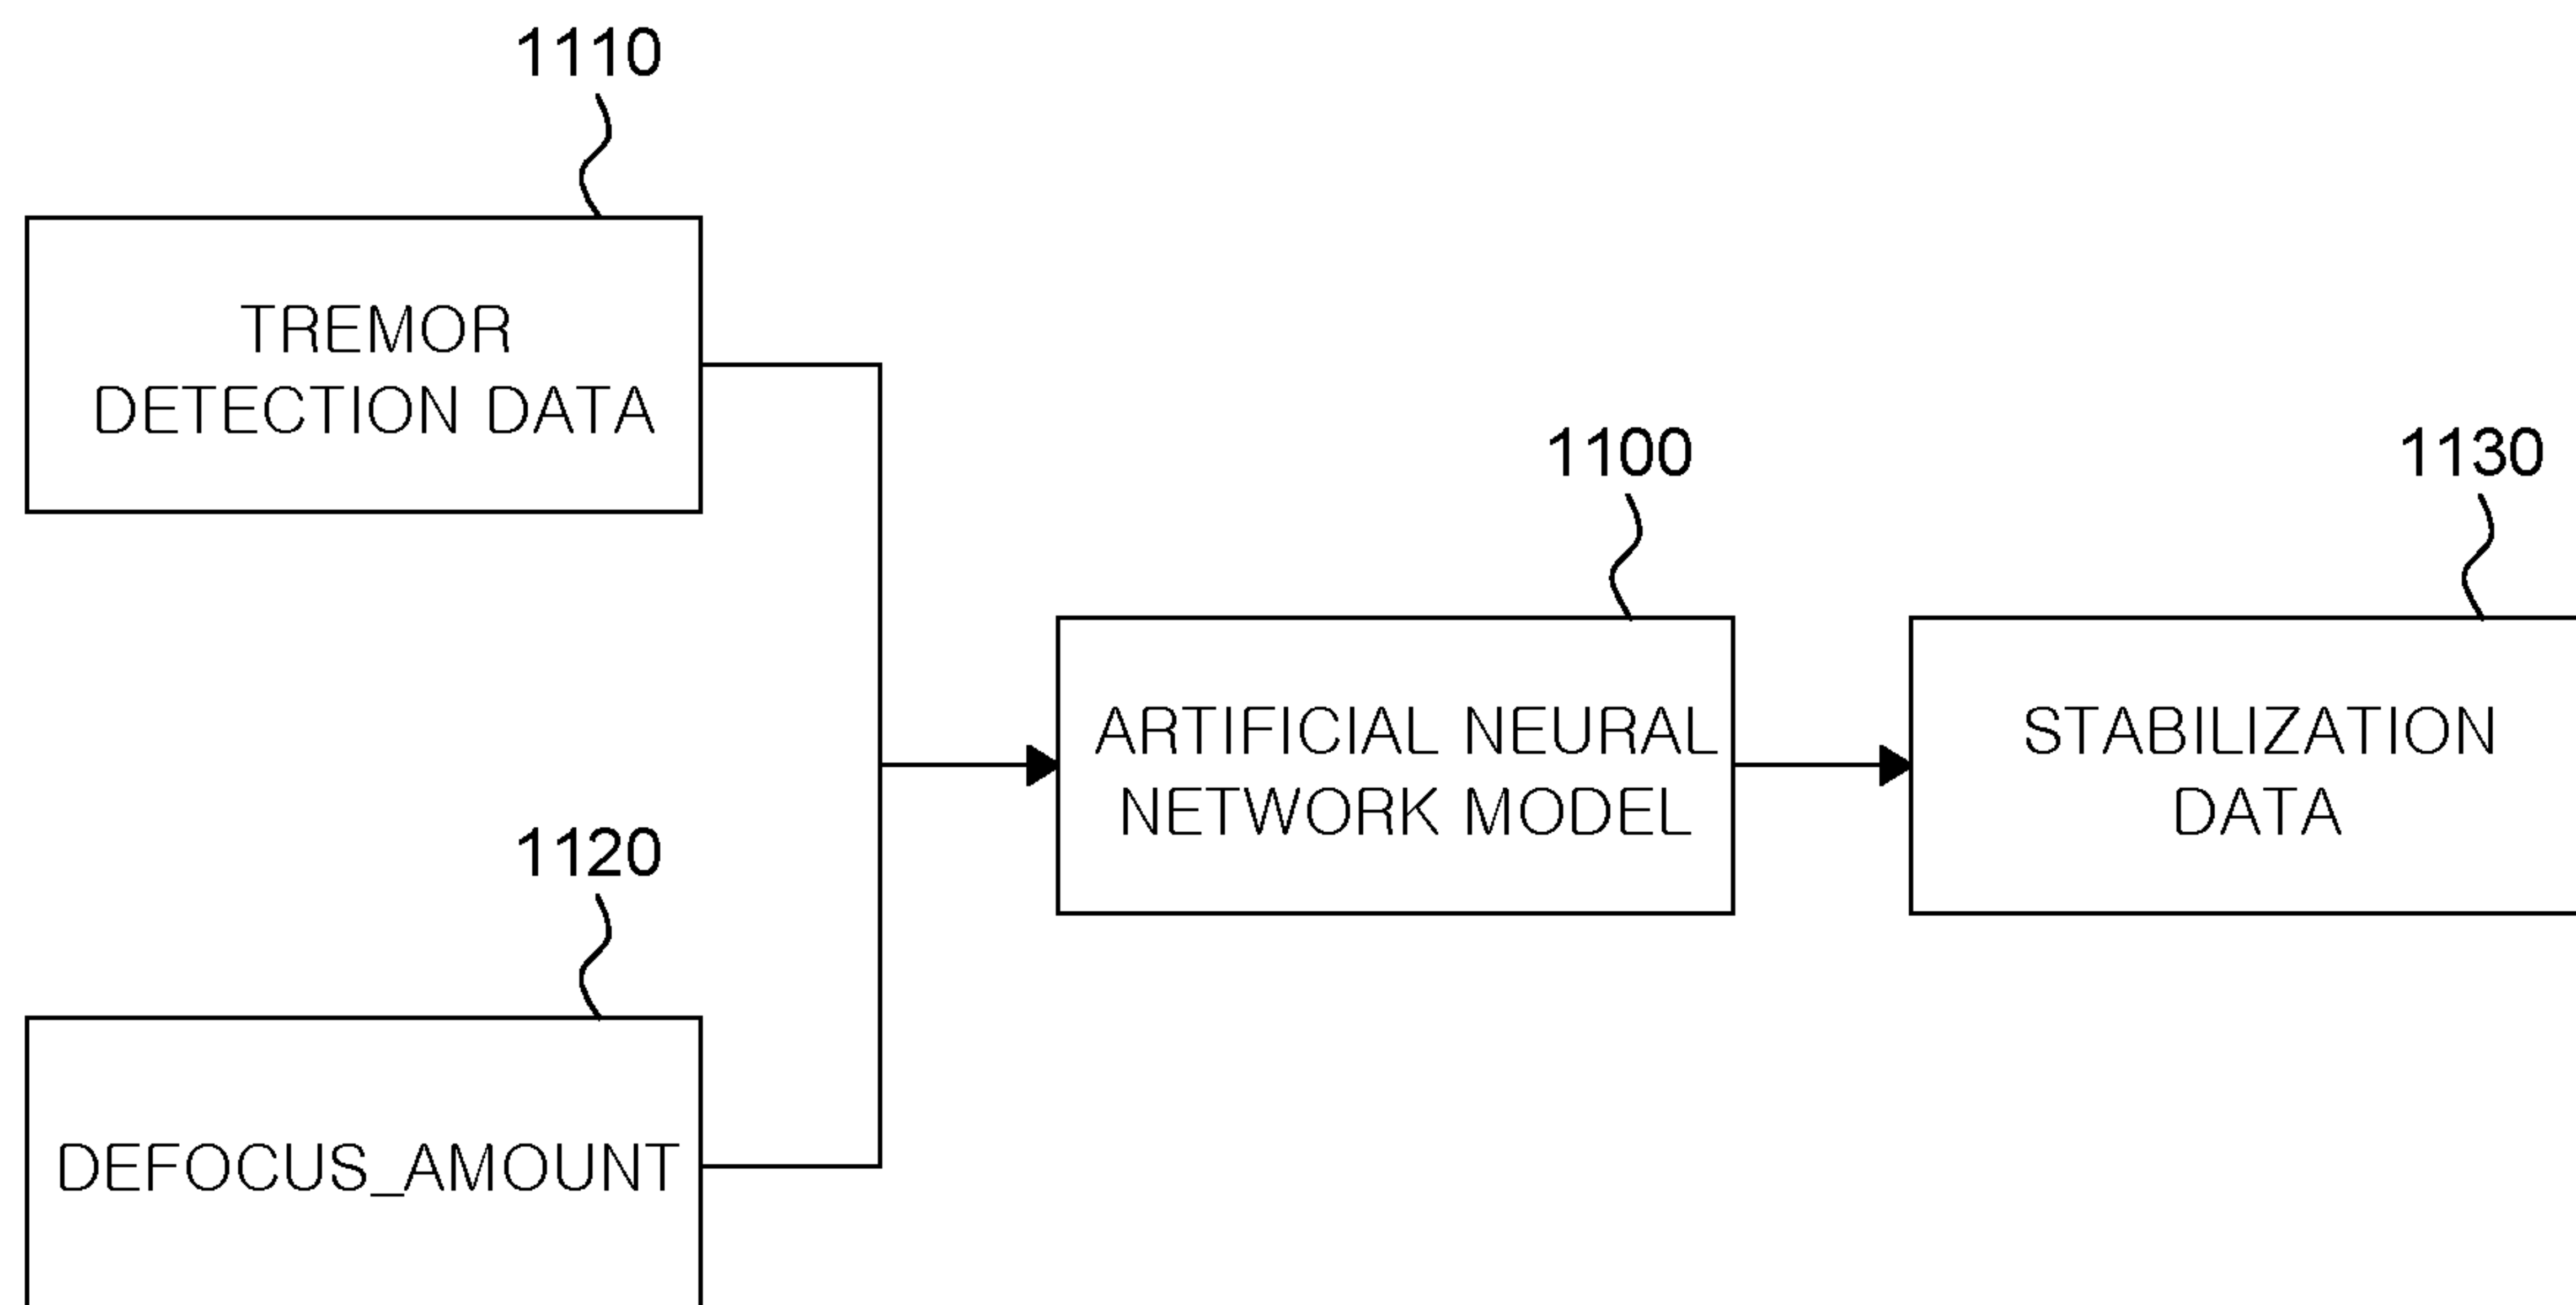 1110
TREMOR
DETECTION DATA
1100
1130
ARTIFICIAL NEURAL
NETWORK MODEL
STABILIZATION
DATA
1120
DEFOCUS_AMOUNT